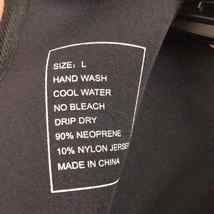 SIZE: L
HAND WASH
COOL WATER
NO BLEACH
DRIP DRY
90% NEOPRENE
10% NYLON JERSEY
MADE IN CHINA